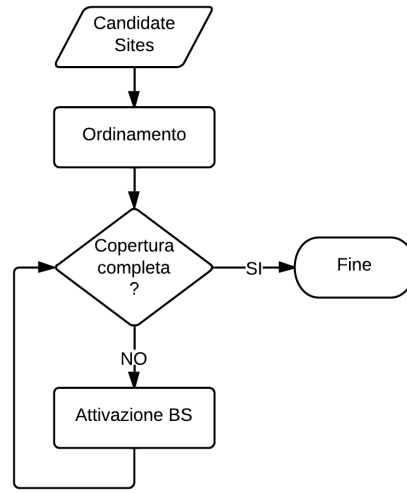 Candidate
Sites
Ordinamento
Copertura
completa
?
SI
Fine
NO
Attivazione BS